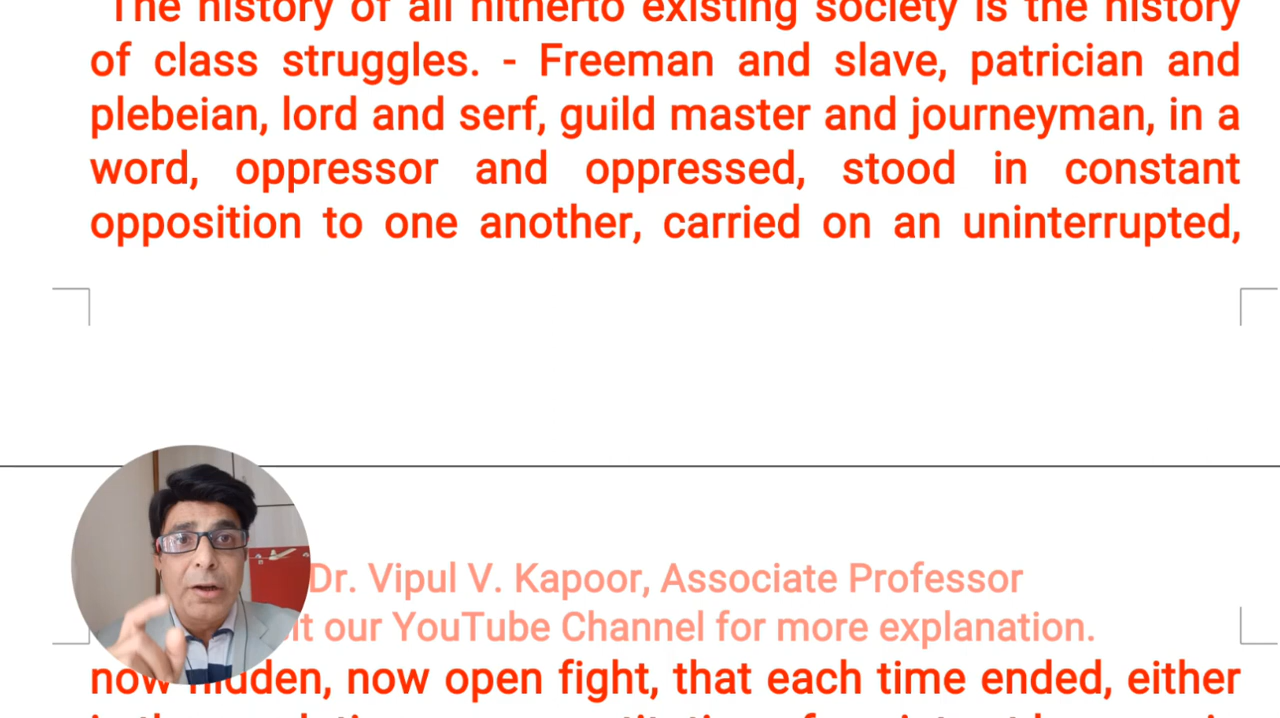 "The history of all hitherto existing society is the history
of class struggles. - Freeman and slave, patrician and
plebeian, lord and serf, guild master and journeyman, in a
word, oppressor and oppressed, stood in constant
opposition to one another, carried on an uninterrupted,
Dr. Vipul V. Kapoor, Associate Professor
our YouTube Channel for more explanation.
now hidden, now open fight, that each time ended, either